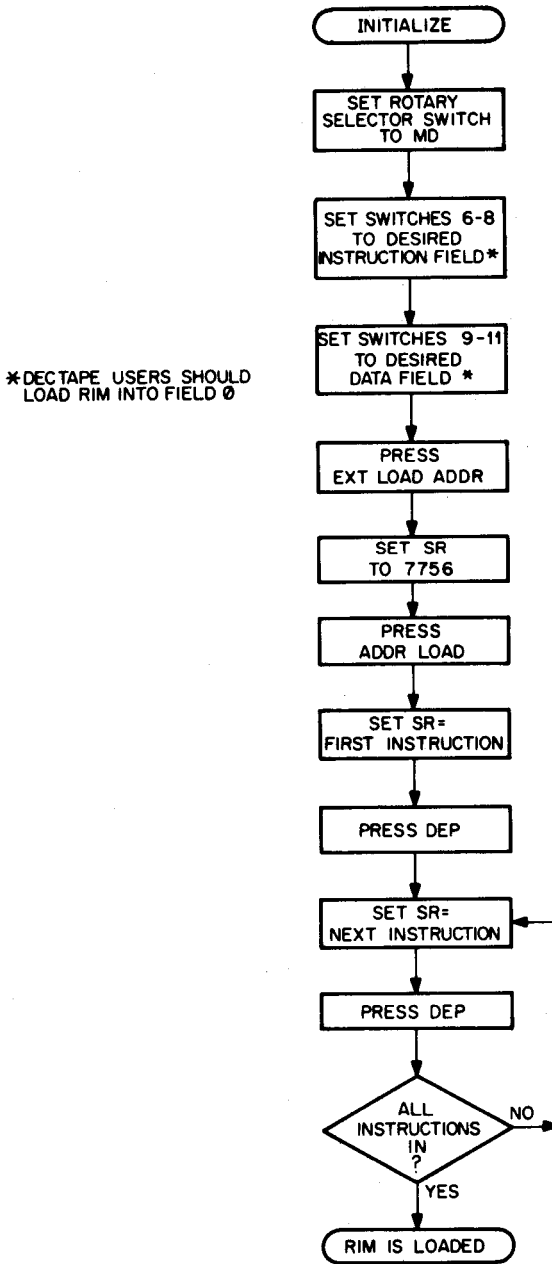 INITIALIZE
SET ROTARY
SELECTOR SWITCH
TO MD
SET SWITCHES 6-8
TO DESIRED
INSTRUCTION FIELD*
SET SWITCHES 9-11
TO DESIRED
DATA FIELD *
*DECTAPE USERS SHOULD
LOAD RIM INTO FIELD Ø
PRESS
EXT LOAD ADDR
SET SR
TO 7756
PRESS
ADDR LOAD
SET SR=
FIRST INSTRUCTION
PRESS DEP
SET SR=
NEXT INSTRUCTION
PRESS DEP
ALL
INSTRUCTIONS
IN
?
NO
YES
RIM IS LOADED